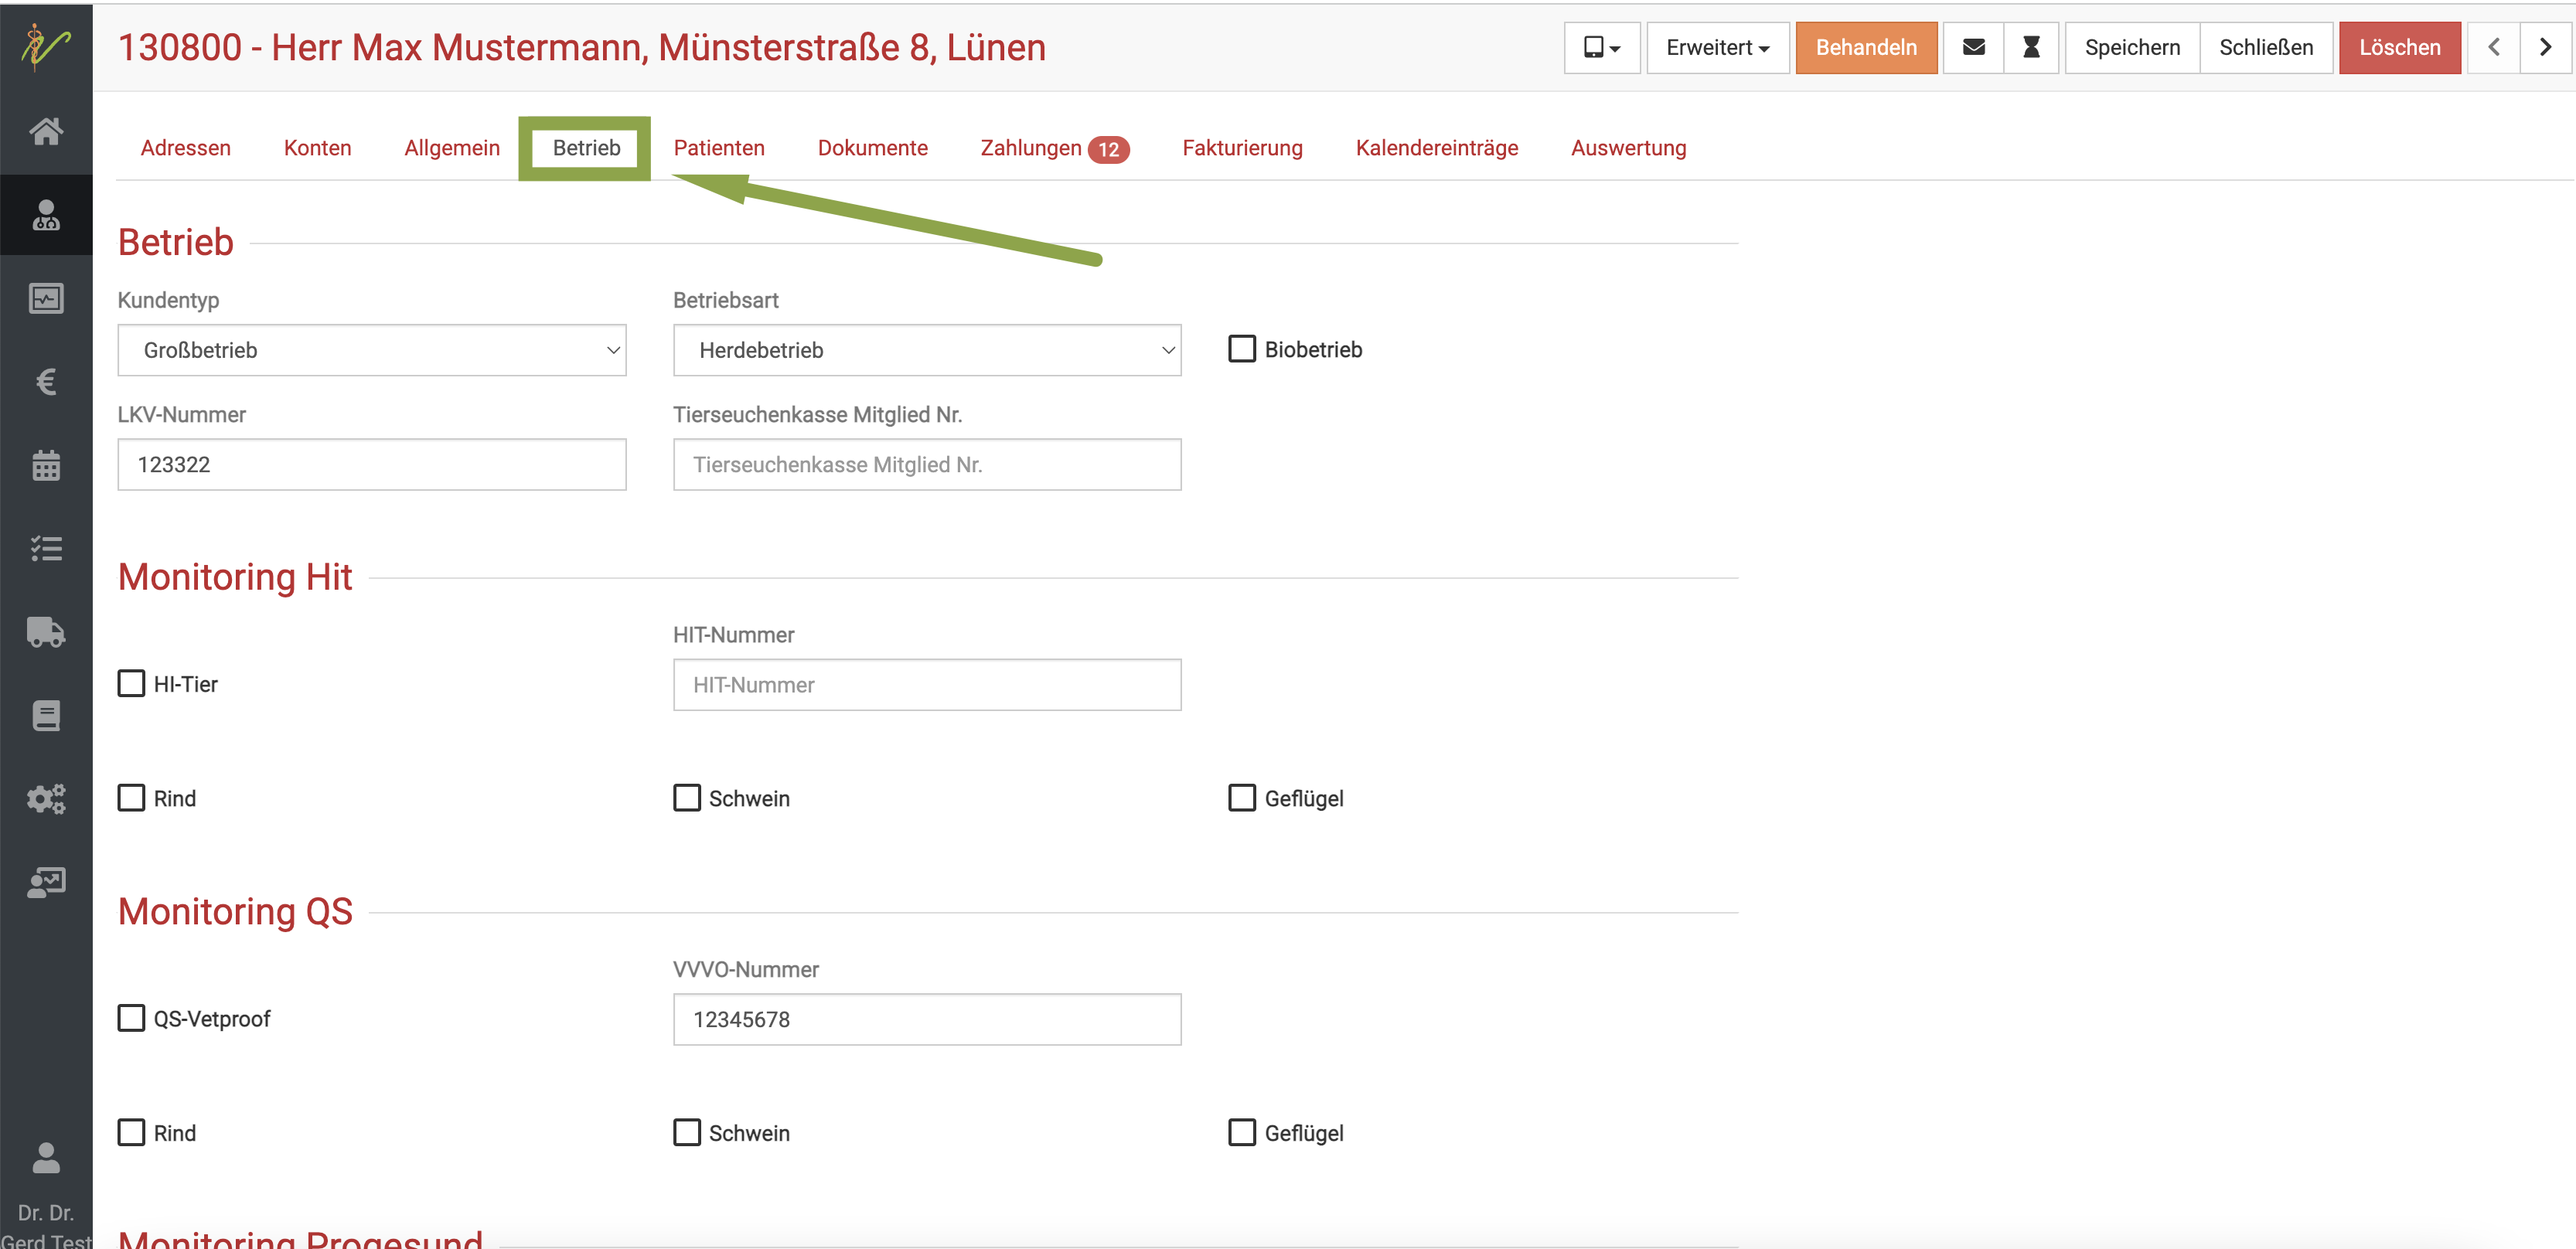 130800 - Herr Max Mustermann, Münsterstraße 8, Lünen
Erweitert
Behandeln
Speichern
Schließen
Löschen
Adressen
Konten
Allgemein
Betrieb
Patienten
Dokumente
Zahlungen 12
Fakturierung
Kalendereinträge
Auswertung
Betrieb
Kundentyp
Betriebsart
Großbetrieb
Herdebetrieb
Biobetrieb
LKV-Nummer
Tierseuchenkasse Mitglied Nr.
123322
Tierseuchenkasse Mitglied Nr.
Monitoring Hit
HIT-Nummer
HI-Tier
HIT-Nummer
Rind
Schwein
Geflügel
Monitoring QS
VVVO-Nummer
QS-Vetproof
12345678
Rind
Schwein
Geflügel
Dr. Dr.
Gerd Test
Monitoring Progesund